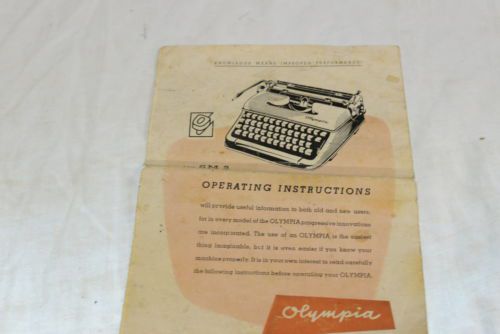 KNOWLEDGE MEANS IMPROVED PERFORMANCE!
Olympia
SM 3
OPERATING INSTRUCTIONS
will provide useful information to both old and new users,
for in every model of the OLYMPIA progressive innovations
are incorporated. The use of an OLYMPIA is the easiest
thing imaginable, but it is even easier if you know your
machine properly. It is in your own interest to read carefully
the following instructions before operating your OLYMPIA.
Olympia